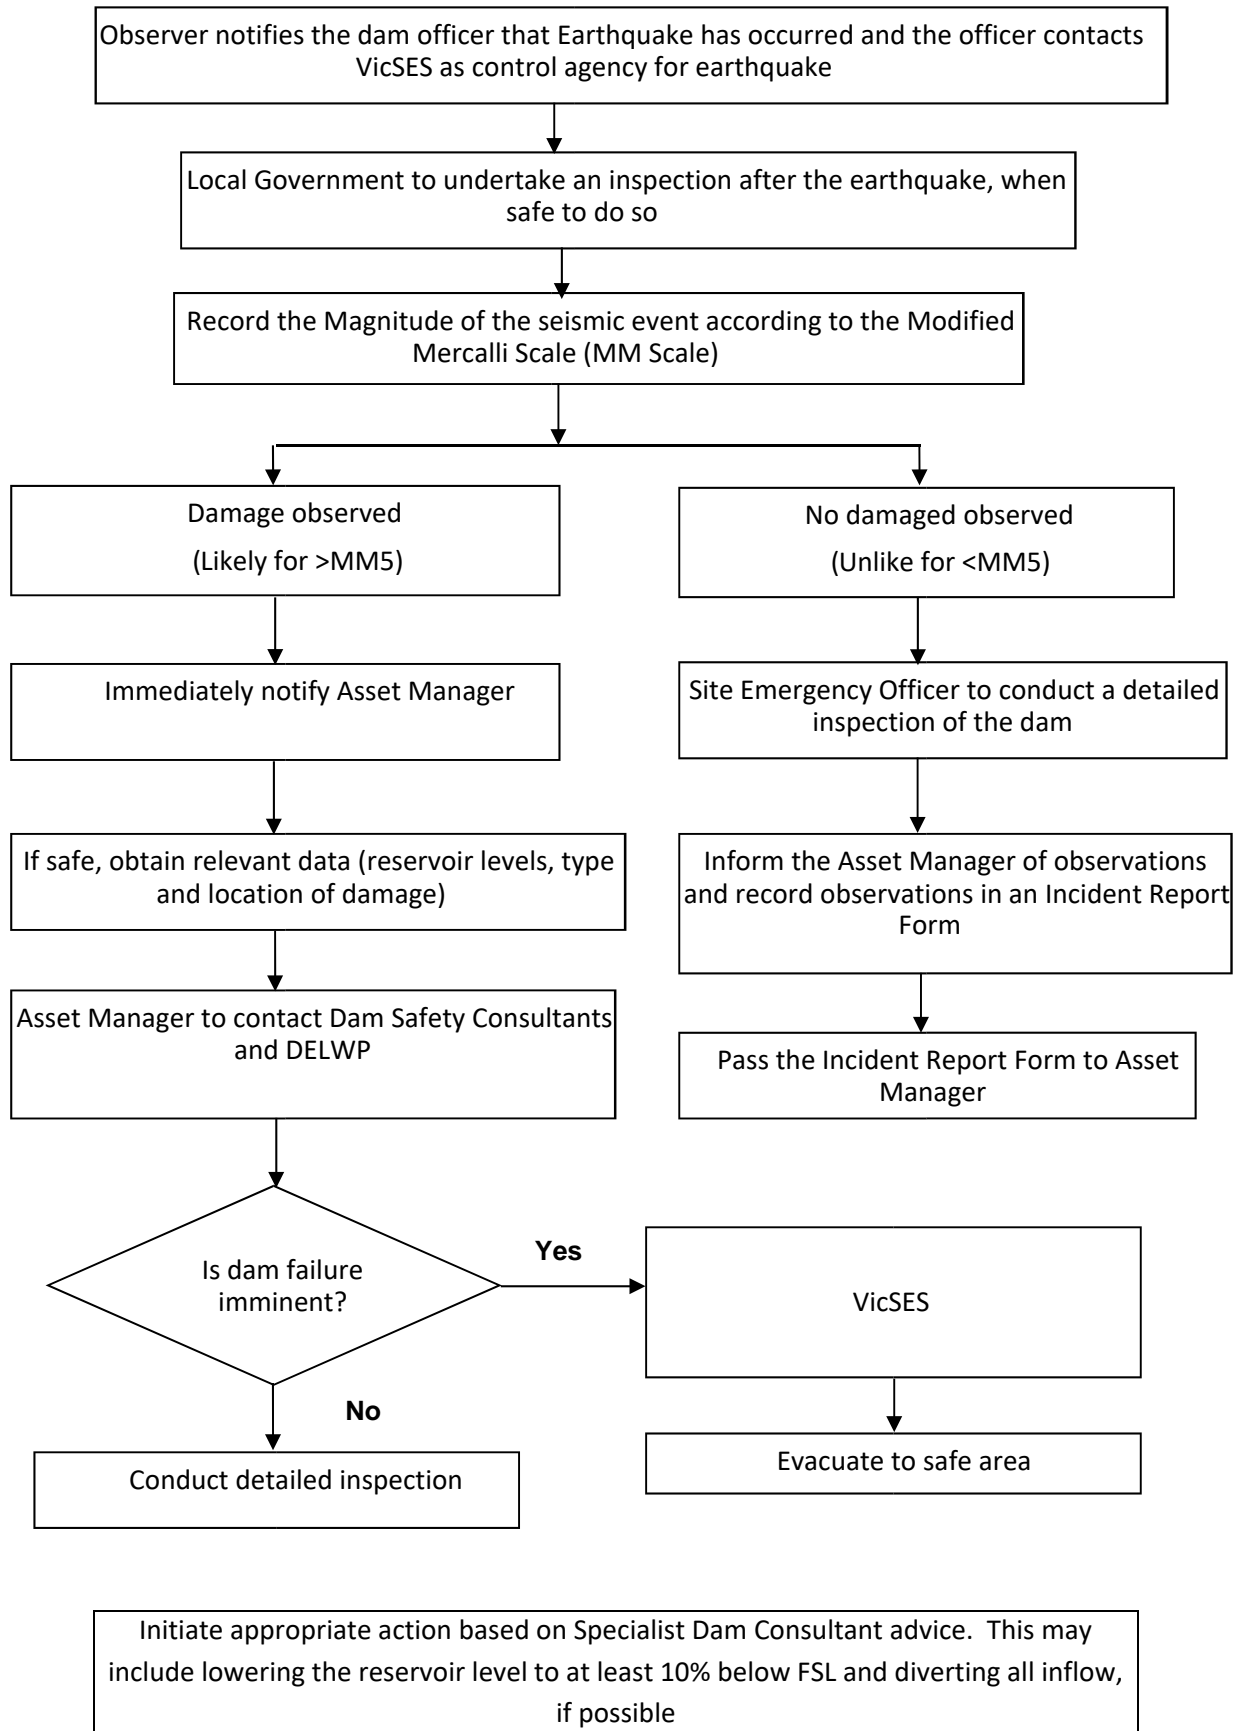 Observer notifies the dam officer that Earthquake has occurred and the officer contacts
VicSES as control agency for earthquake
Local Government to undertake an inspection after the earthquake, when
safe to do so
Record the Magnitude of the seismic event according to the Modified
Mercalli Scale (MM Scale)
Damage observed
(Likely for >MM5)
No damaged observed
(Unlike for <MM5)
Immediately notify Asset Manager
Site Emergency Officer to conduct a detailed
inspection of the dam
If safe, obtain relevant data (reservoir levels, type
and location of damage)
Inform the Asset Manager of observations
and record observations in an Incident Report
Form
Asset Manager to contact Dam Safety Consultants
and DELWP
Pass the Incident Report Form to Asset
Manager
Is dam failure
imminent?
Yes
VicSES
No
Conduct detailed inspection
Evacuate to safe area
Initiate appropriate action based on Specialist Dam Consultant advice. This may
include lowering the reservoir level to at least 10% below FSL and diverting all inflow,
if possible